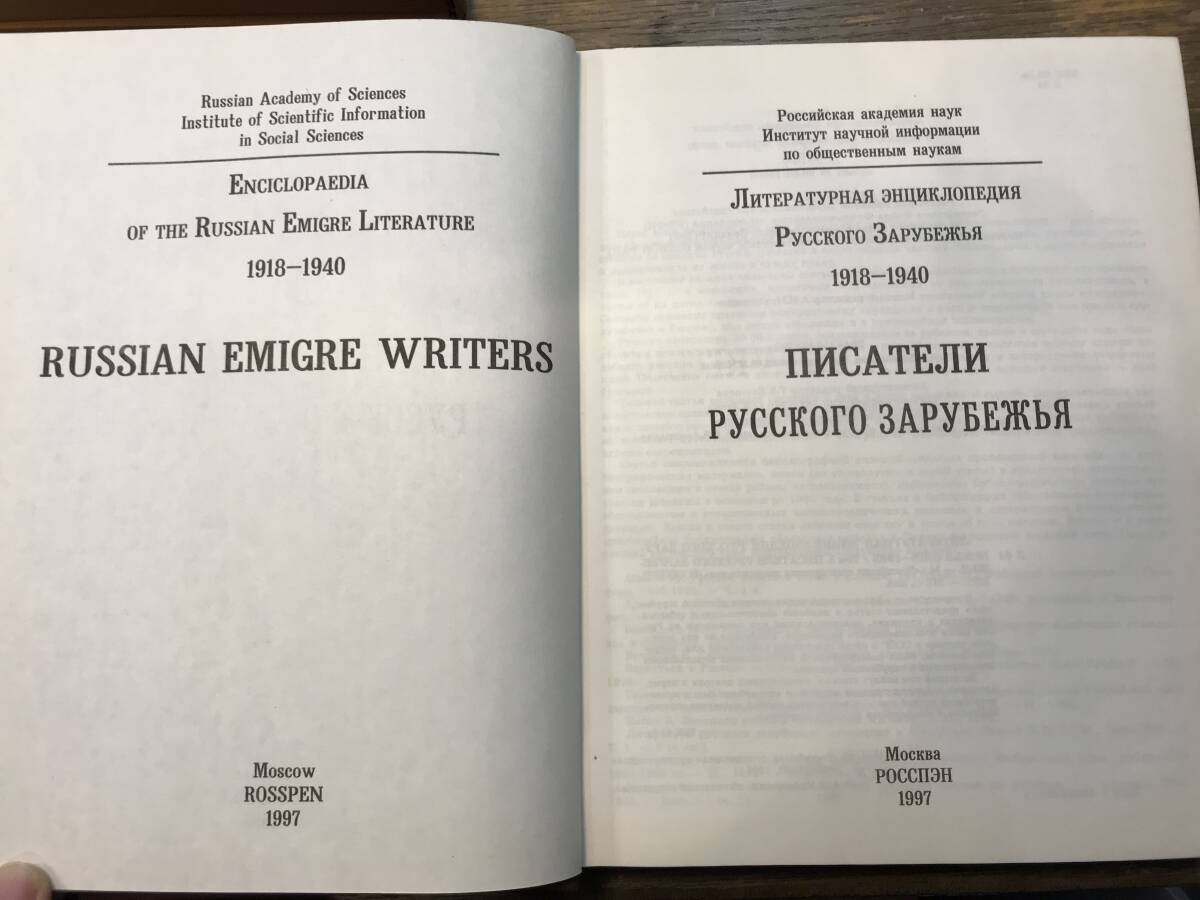 Russian Academy of Sciences
Institute of Scientific Information
in Social Sciences
ENCICLOPAEDIA
OF THE RUSSIAN EMIGRE LITERATURE
1918—1940
RUSSIAN EMIGRE WRITERS
Moscow
ROSSPEN
1997
Российская академия наук
Институт научной информации
по общественным наукам
ЛИТЕРАТУРНАЯ ЭНЦИКЛОПЕДИЯ
РУССКОГО ЗАРУБЕЖЬЯ
1918—1940
ПИСАТЕЛИ
РУССКОГО ЗАРУБЕЖЬЯ
Москва
РОССПЭН
1997